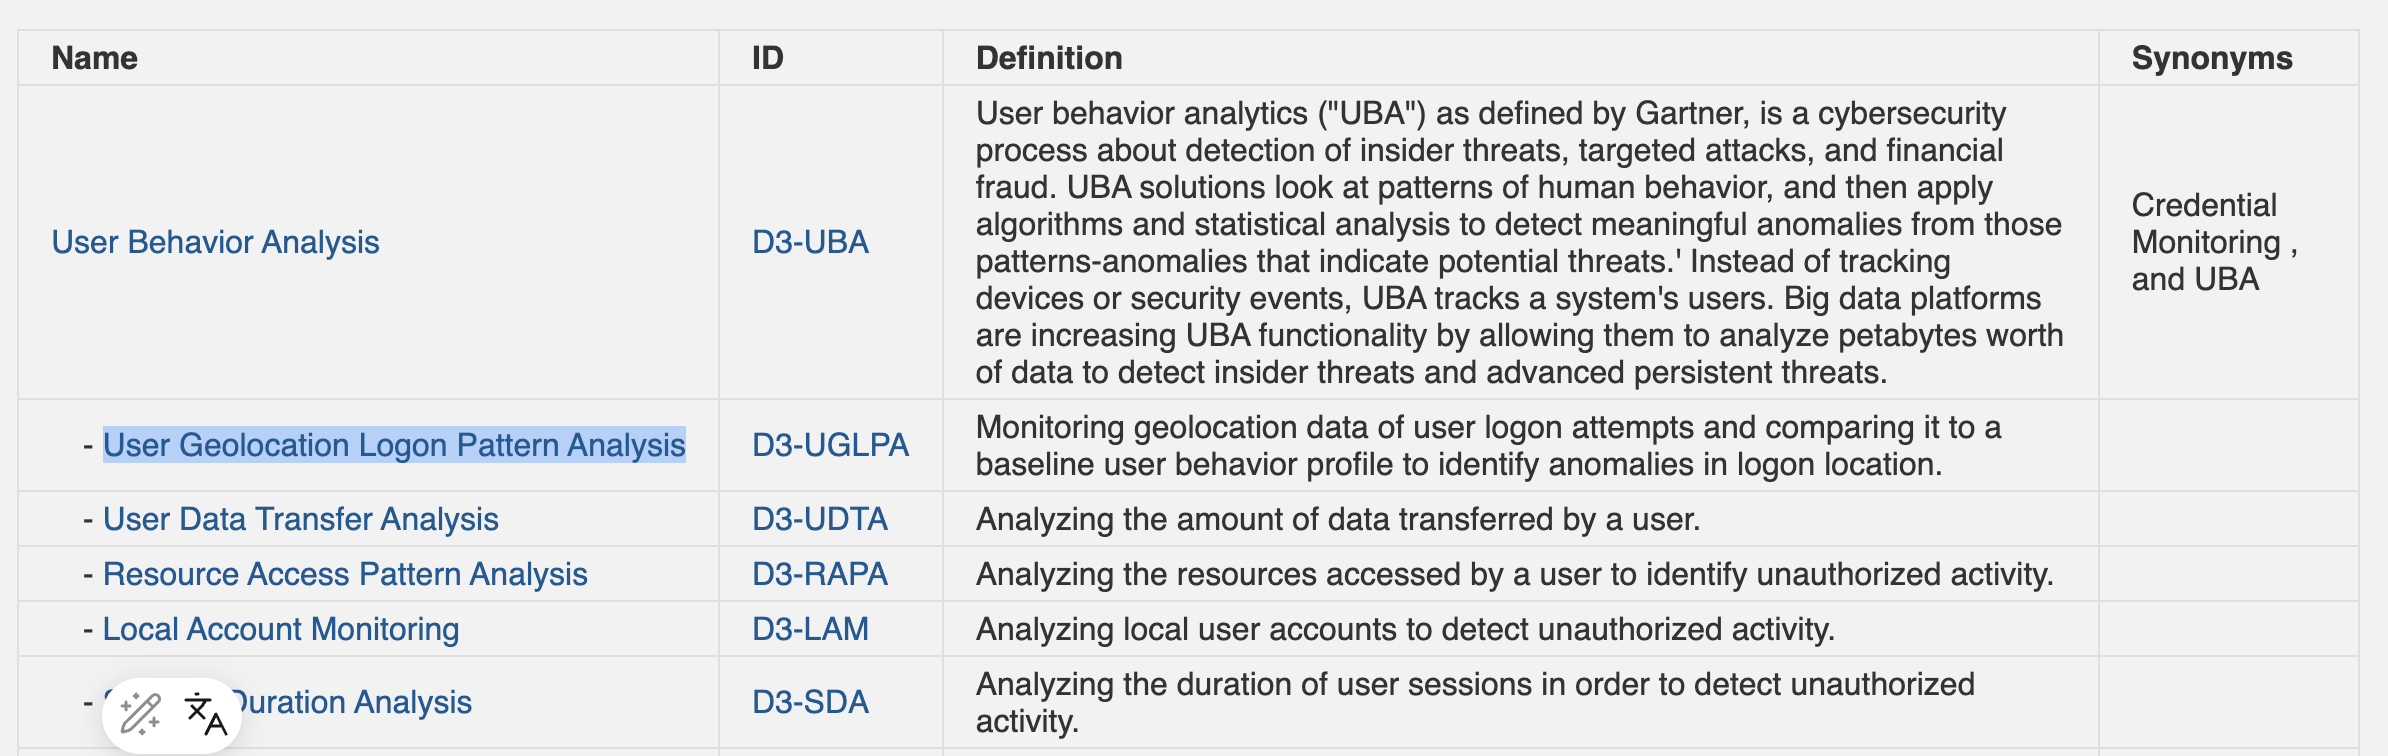 Name ID Definition Synonyms
User behavior analytics ("UBA") as defined by Gartner, is a cybersecurity
process about detection of insider threats, targeted attacks, and financial
fraud. UBA solutions look at patterns of human behavior, and then apply
algorithms and statistical analysis to detect meaningful anomalies from those
patterns-anomalies that indicate potential threats.' Instead of tracking
devices or security events, UBA tracks a system's users. Big data platforms
are increasing UBA functionality by allowing them to analyze petabytes worth
of data to detect insider threats and advanced persistent threats.
User Behavior Analysis D3-UBA
Credential
Monitoring ,
and UBA
- User Geolocation Logon Pattern Analysis D3-UGLPA
Monitoring geolocation data of user logon attempts and comparing it to a
baseline user behavior profile to identify anomalies in logon location.
- User Data Transfer Analysis D3-UDTA Analyzing the amount of data transferred by a user.
- Resource Access Pattern Analysis D3-RAPA Analyzing the resources accessed by a user to identify unauthorized activity.
- Local Account Monitoring D3-LAM Analyzing local user accounts to detect unauthorized activity.
- Duration Analysis D3-SDA
Analyzing the duration of user sessions in order to detect unauthorized
activity.